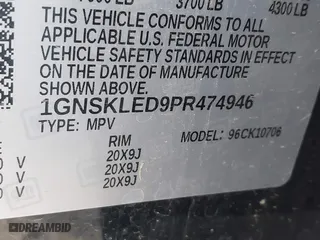 3700 LB
4300 LB
THIS VEHICLE CONFORMS TO ALL
APPLICABLE U.S. FEDERAL MOTOR
VEHICLE SAFETY STANDARDS IN
EFFECT ON THE DATE OF MANUFACTURE
SHOWN ABOVE.
1GNSKLED9PR474946
TYPE: MPV
MODEL: 96CK10706
RIM
20X9J
20X9J
20X9J
DREAMBID